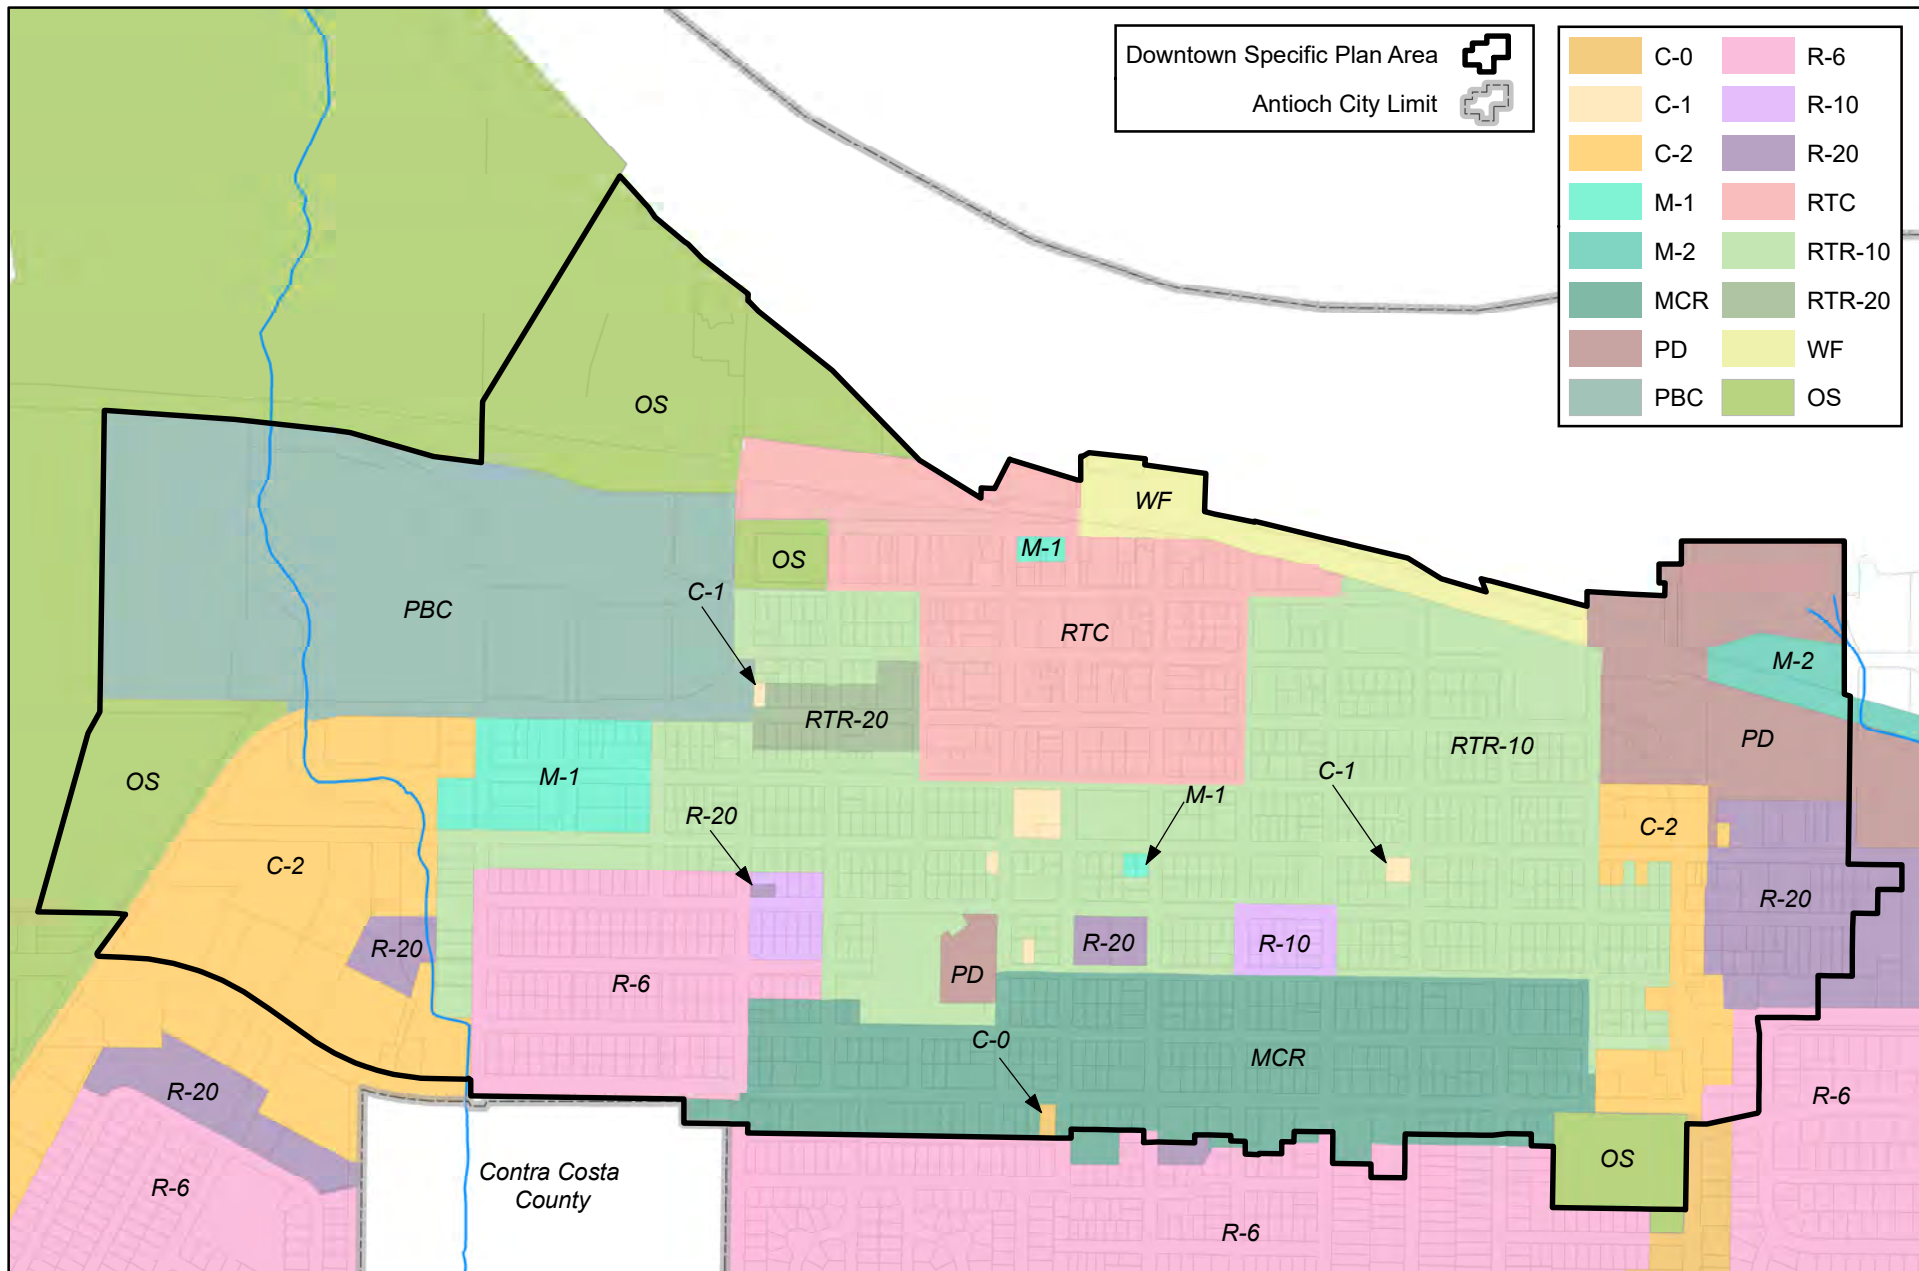 Downtown Specific Plan Area
Antioch City Limit
C-0
C-1
C-2
M-1
M-2
MCR
PD
PBC
R-6
R-10
R-20
RTC
RTR-10
RTR-20
WF
OS
OS
WF
M-1
OS
C-1
PBC
RTC
M-2
RTR-20
RTR-10
PD
OS
M-1
C-1
M-1
R-20
C-2
C-2
R-20
R-20
R-20
R-10
PD
R-6
C-0
MCR
R-20
R-6
OS
Contra Costa
County
R-6
R-6